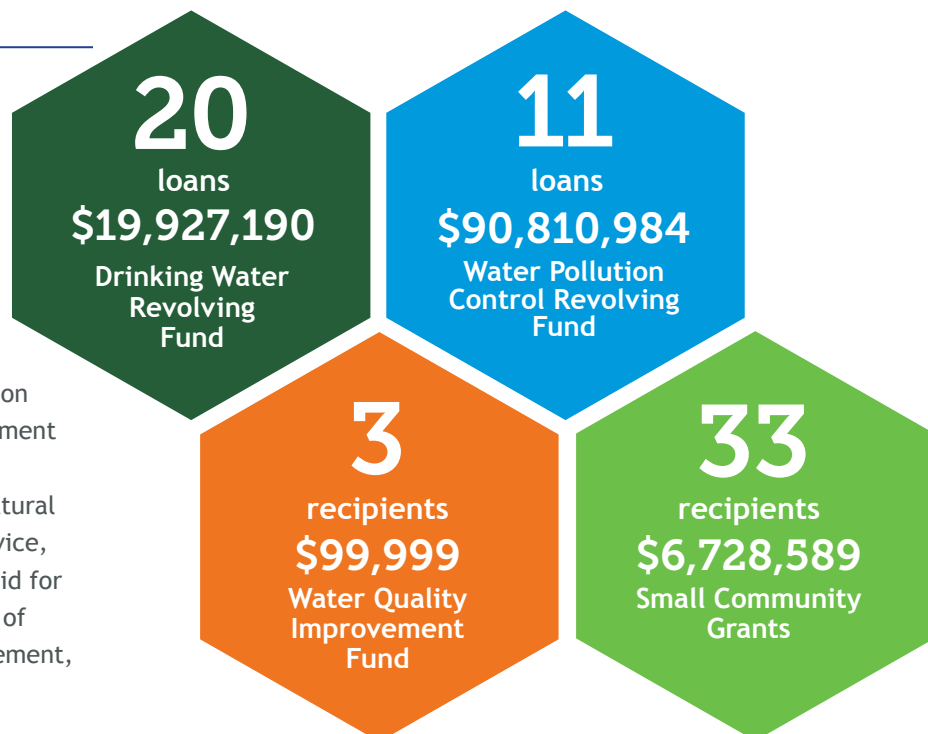 20
loans
$19,927,190
Drinking Water
Revolving
Fund
11
loans
$90,810,984
Water Pollution
Control Revolving
Fund
3
recipients
$99,999
Water Quality
Improvement
Fund
33
recipients
$6,728,589
Small Community
Grants
on
ment
tural
vice,
id for
of
ement,